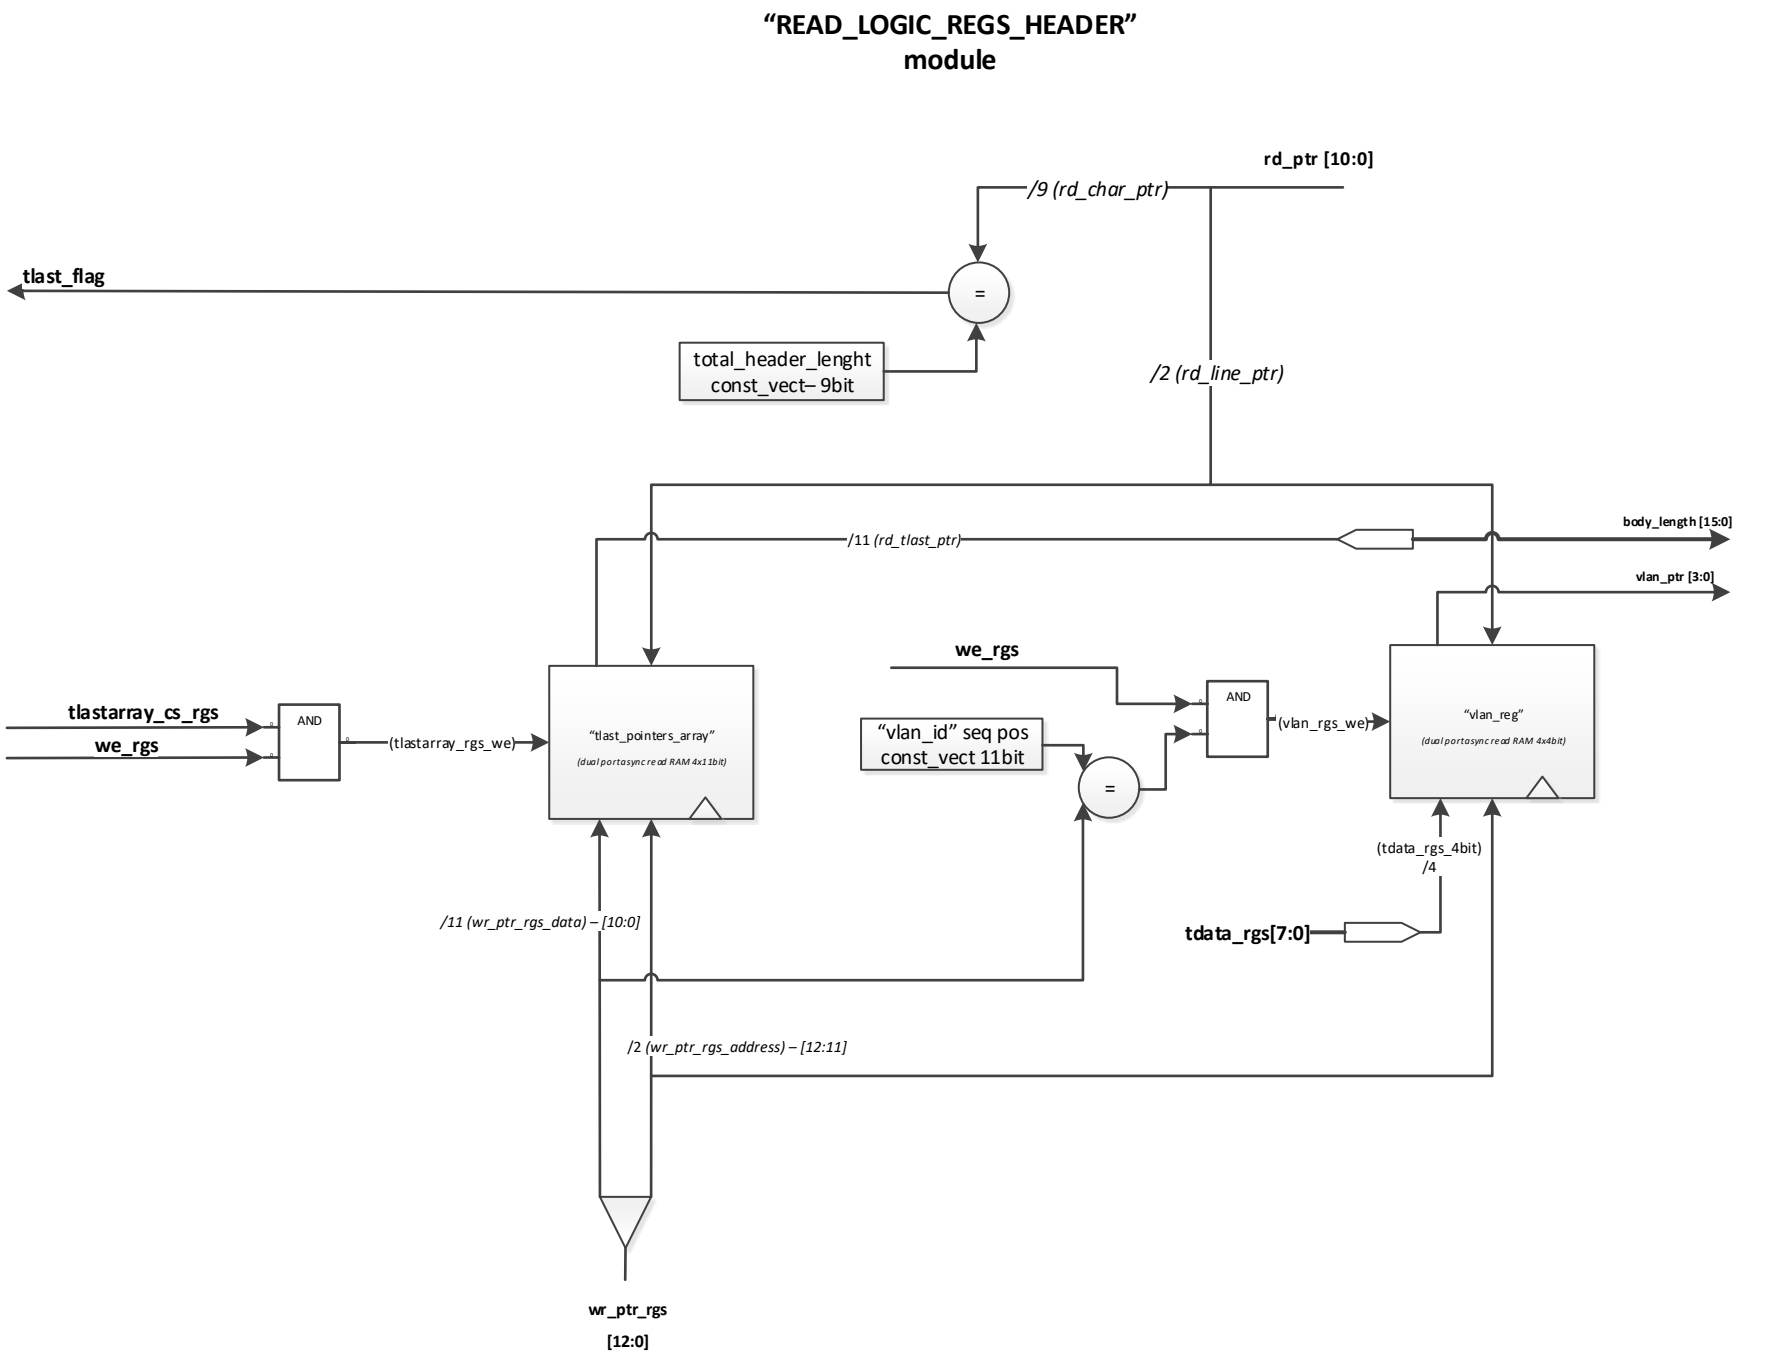 “READ_LOGIC_REGS_HEADER”
module
rd_ptr [10:0]
/9 (rd_char_ptr)
tlast_flag
=
total_header_lenght
const_vect– 9bit
/2 (rd_line_ptr)
body_length [15:0]
/11 (rd_tlast_ptr)
vlan_ptr [3:0]
we_rgs
tlastarray_cs_rgs
we_rgs
AND
(tlastarray_rgs_we)
“tlast_pointers_array”
(dual port async read RAM 4x11bit)
“vlan_id” seq pos
const_vect 11bit
=
AND
(vlan_rgs_we)
“vlan_reg”
(dual port async read RAM 4x4bit)
(tdata_rgs_4bit)
/4
/11 (wr_ptr_rgs_data) – [10:0]
tdata_rgs[7:0]
/2 (wr_ptr_rgs_address) – [12:11]
wr_ptr_rgs
[12:0]